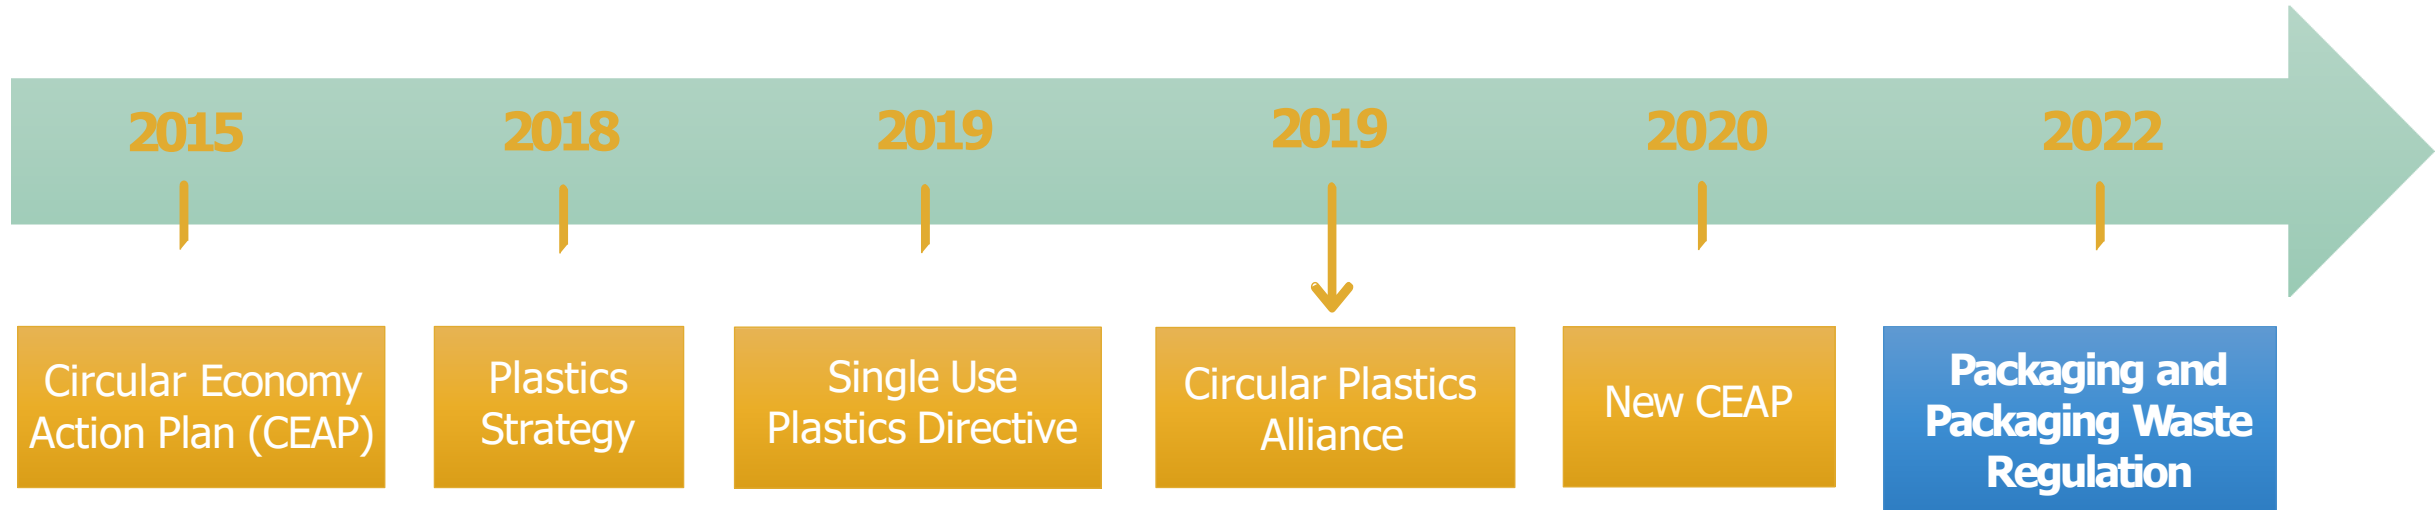 2015
2018
2019
2019
2020
2022
Circular Economy
Action Plan (CEAP)
Plastics
Strategy
Single Use
Plastics Directive
Circular Plastics
Alliance
New CEAP
Packaging and
Packaging Waste
Regulation